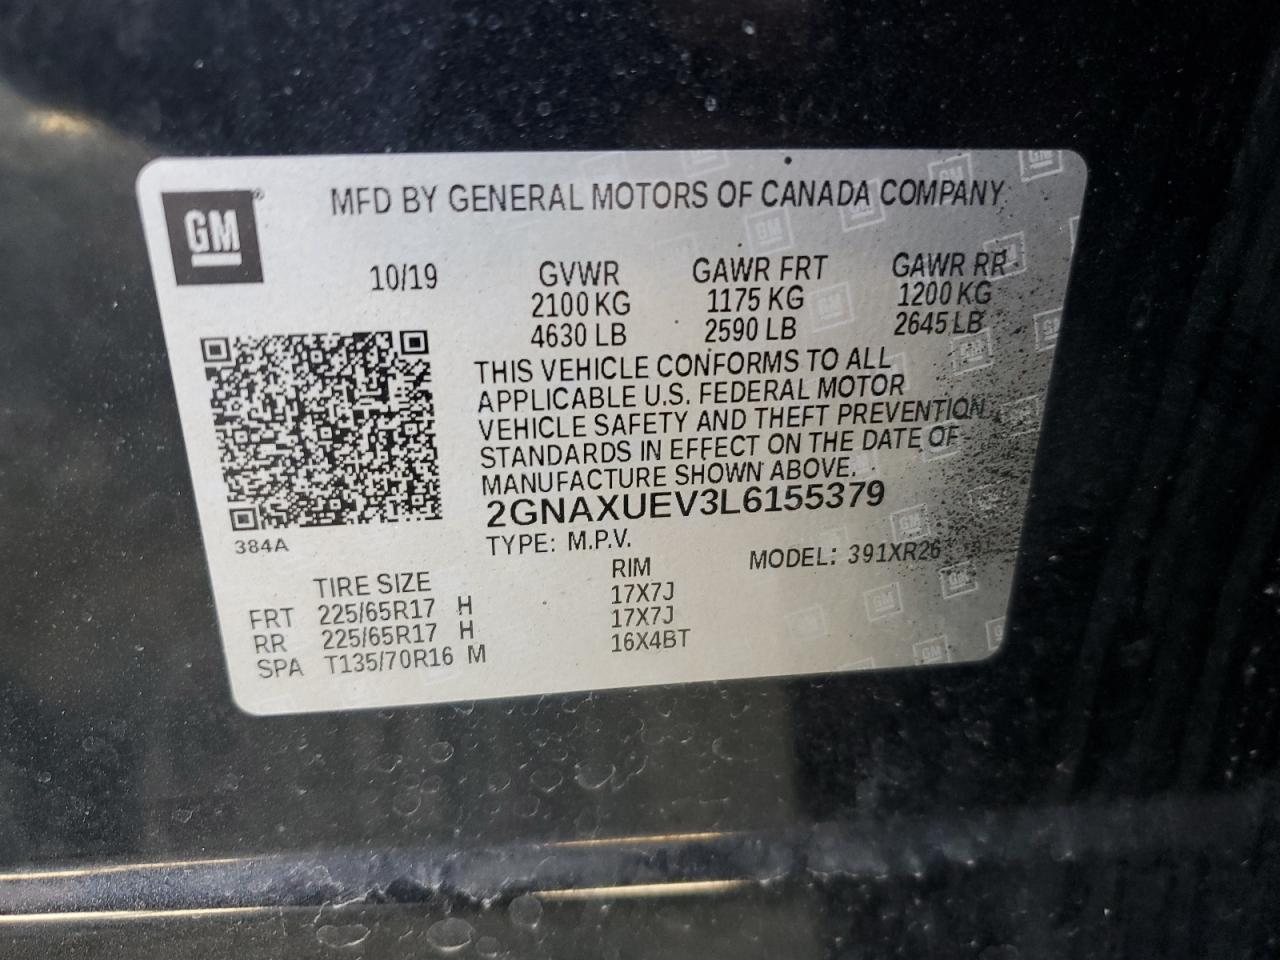 GM®
MFD BY GENERAL MOTORS OF CANADA COMPANY
10/19 GVWR GAWR FRT GAWR RR
2100 KG 1175 KG 1200 KG
4630 LB 2590 LB 2645 LB
THIS VEHICLE CONFORMS TO ALL
APPLICABLE U.S. FEDERAL MOTOR
VEHICLE SAFETY AND THEFT PREVENTION
STANDARDS IN EFFECT ON THE DATE OF
MANUFACTURE SHOWN ABOVE.
2GNAXUEV3L6155379
384A
TYPE: M.P.V. MODEL: 391XR26
TIRE SIZE RIM
FRT 225/65R17 H 17X7J
RR 225/65R17 H 17X7J
SPA T135/70R16 M 16X4BT